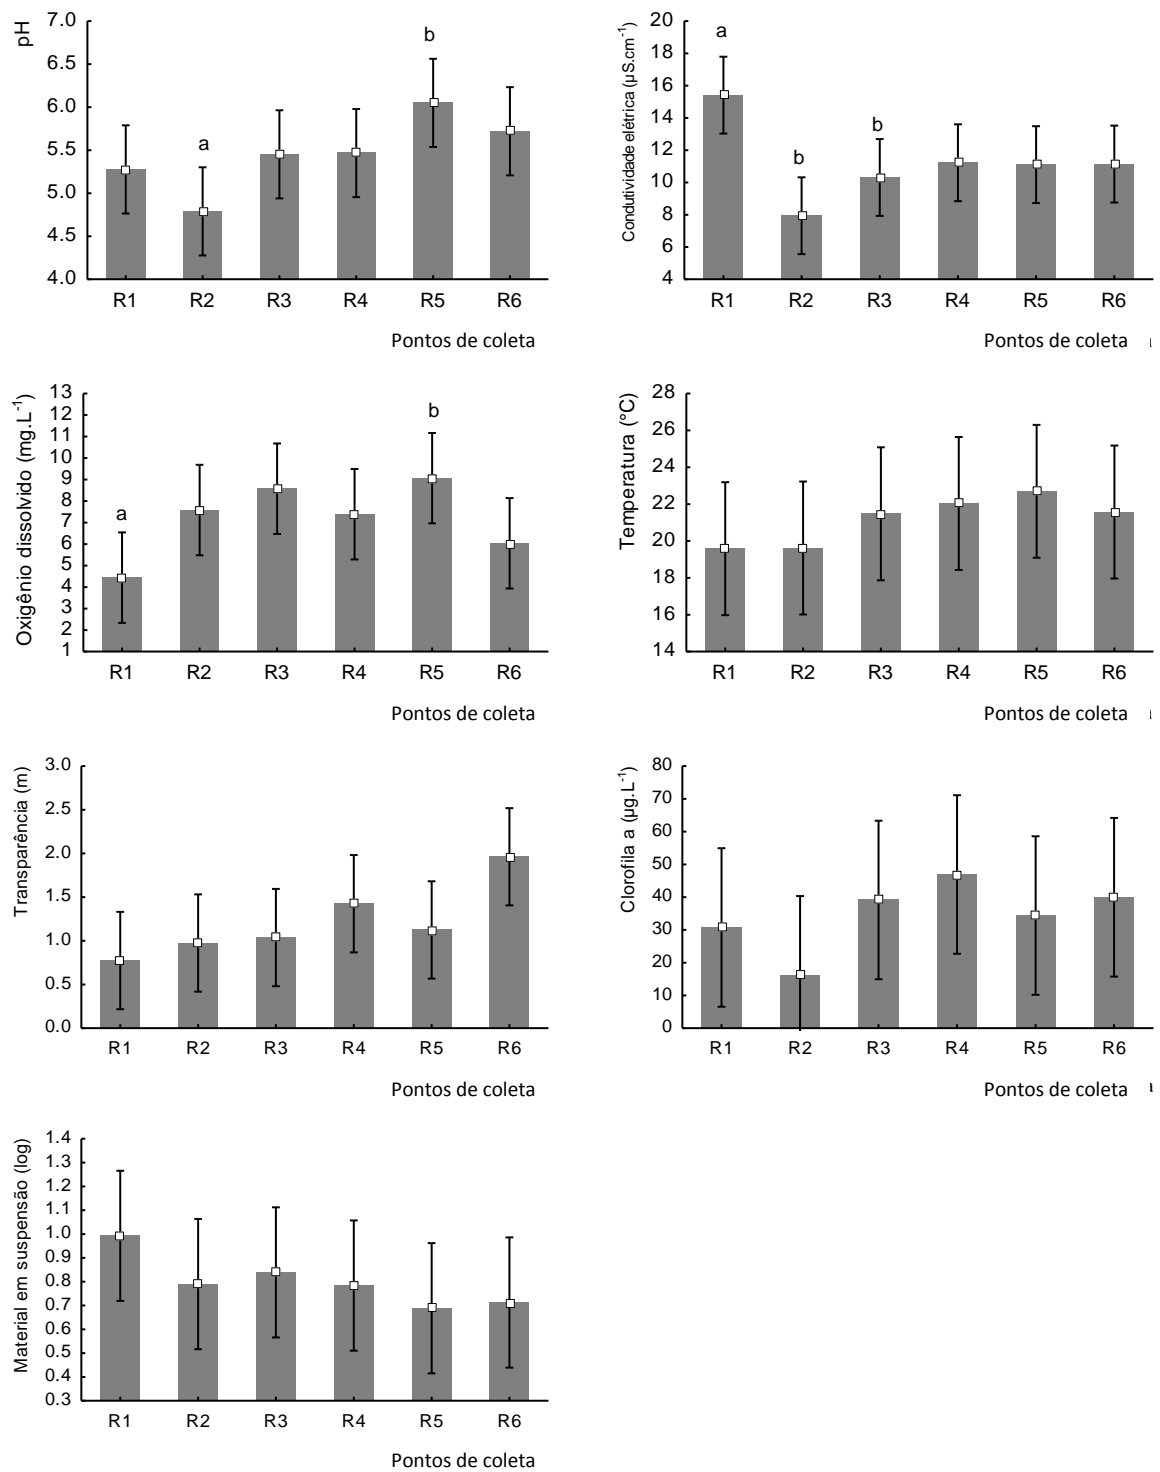 pH
7.0
6.5
6.0
5.5
5.0
4.5
4.0
a
b
R1 R2 R3 R4 R5 R6
Pontos de coleta
Condutividade elétrica (µS.cm-1)
20
18
16
14
12
10
8
6
4
a
b
b
R1 R2 R3 R4 R5 R6
Pontos de coleta
Oxigênio dissolvido (mg.L-1)
13
12
11
10
9
8
7
6
5
4
3
2
1
a
b
R1 R2 R3 R4 R5 R6
Pontos de coleta
Temperatura (°C)
28
26
24
22
20
18
16
14
R1 R2 R3 R4 R5 R6
Pontos de coleta
Transparência (m)
3.0
2.5
2.0
1.5
1.0
0.5
0.0
R1 R2 R3 R4 R5 R6
Pontos de coleta
Clorofila a (µg.L-1)
80
70
60
50
40
30
20
10
0
R1 R2 R3 R4 R5 R6
Pontos de coleta
Material em suspensão (log)
1.4
1.3
1.2
1.1
1.0
0.9
0.8
0.7
0.6
0.5
0.4
0.3
R1 R2 R3 R4 R5 R6
Pontos de coleta